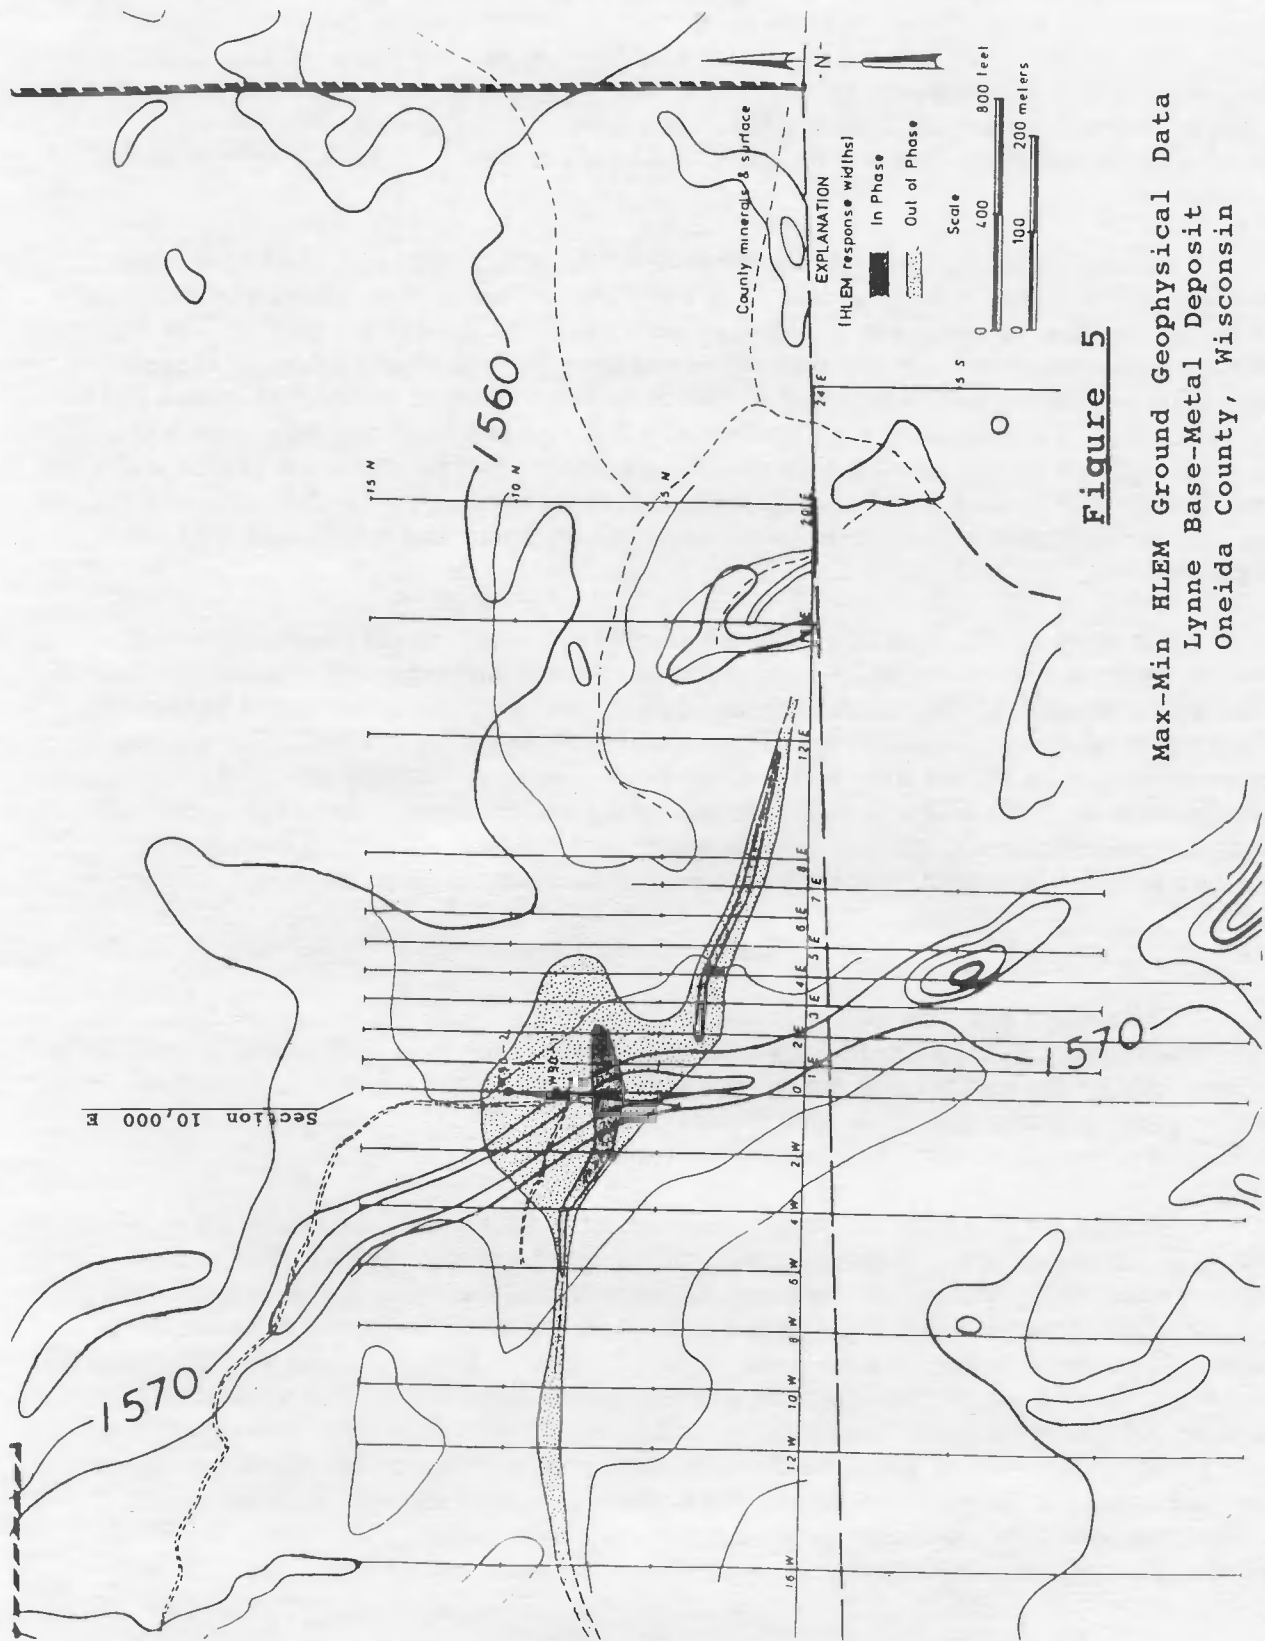 15 N
1560
10 N
5 N
County minerals & surface
-N-
EXPLANATION
(HLEM response widths)
In Phase
Out of Phase
Scale
0 400 800 feet
0 100 200 meters
5 S
Section 10,000 E
1570
1570
16 W
12 W
10 W
8 W
6 W
4 W
2 W
0
1 E
2 E
3 E
4 E
5 E
6 E
7 E
8 E
12 E
20 E
24 E
Figure 5
Max-Min HLEM Ground Geophysical Data
Lynne Base-Metal Deposit
Oneida County, Wisconsin